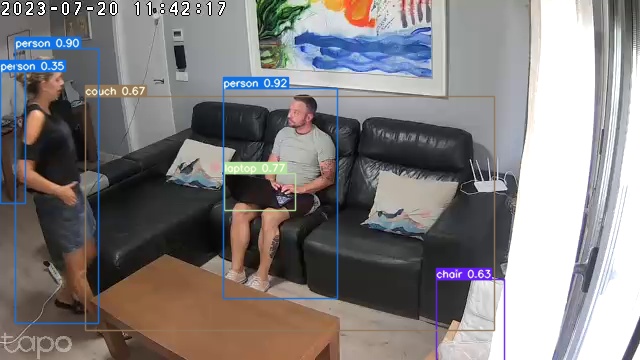 2023-07-20 11:42:17
person 0.90
person 0.35
couch 0.67
person 0.92
laptop 0.77
chair 0.63
tapo